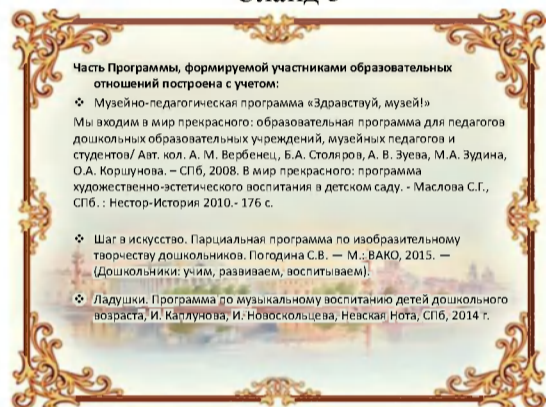 Часть Программы, формируемой участниками образовательных
отношений построена с учетом:
❖ Музейно-педагогическая программа «Здравствуй, музей!»
Мы входим в мир прекрасного: образовательная программа для педагогов
дошкольных образовательных учреждений, музейных педагогов и
студентов/ Авт. кол. А. М. Вербенец, Б.А. Столяров, А. В. Зуева, М.А. Зудина,
О.А. Коршунова. – СПб, 2008. В мир прекрасного: программа
художественно-эстетического воспитания в детском саду. - Маслова С.Г.,
СПб. : Нестор-История 2010.- 176 с.
❖ Шаг в искусство. Парциальная программа по изобразительному
творчеству дошкольников. Погодина С.В. — М.: ВАКО, 2015. —
(Дошкольники: учим, развиваем, воспитываем).
❖ Ладушки. Программа по музыкальному воспитанию детей дошкольного
возраста, И. Каплунова, И. Новоскольцева, Невская Нота, СПб, 2014 г.